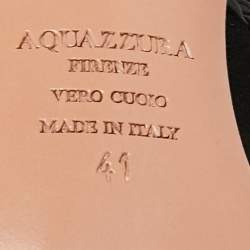 AQUAZZURA
FIRENZE
VERO CUOIO
MADE IN ITALY
41